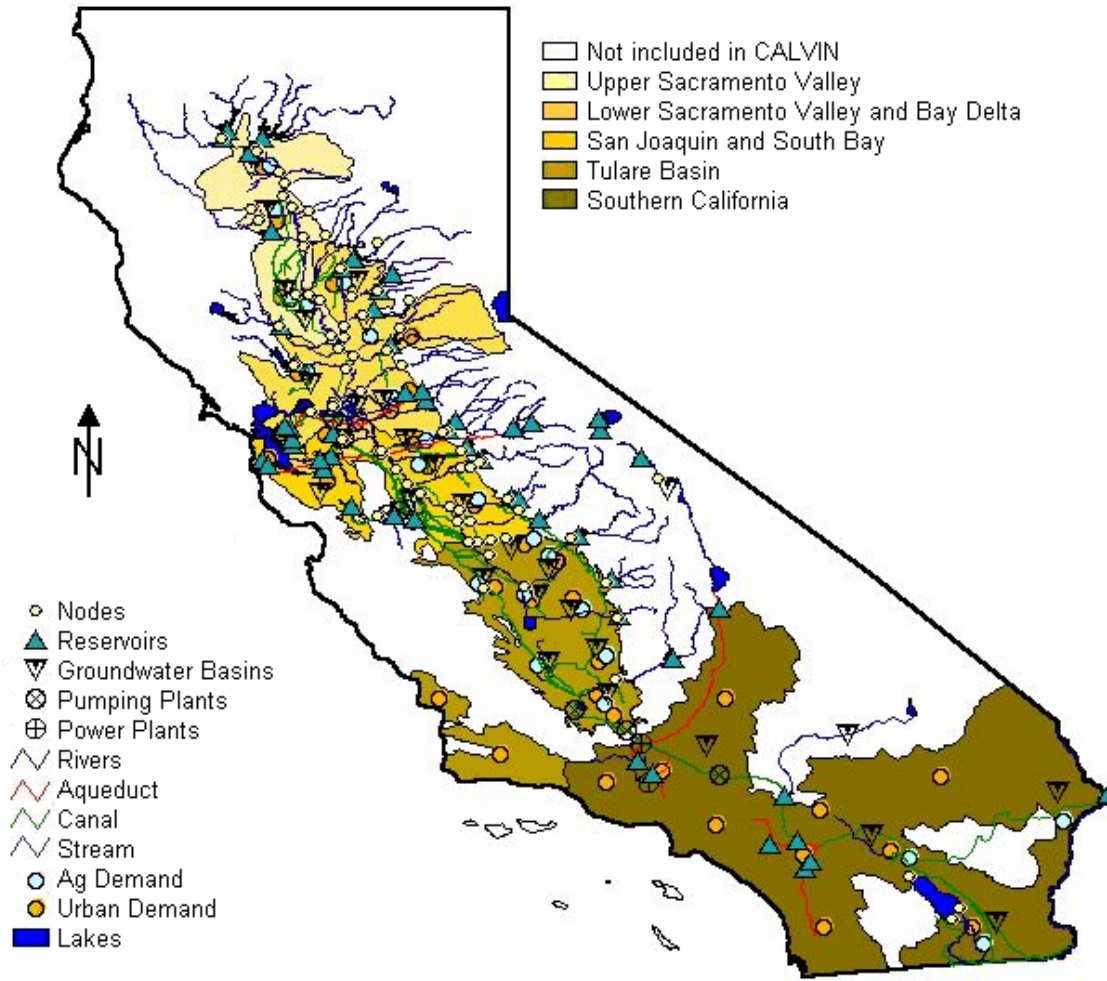 Not included in CALVIN
Upper Sacramento Valley
Lower Sacramento Valley and Bay Delta
San Joaquin and South Bay
Tulare Basin
Southern California
N
Nodes
Reservoirs
Groundwater Basins
Pumping Plants
Power Plants
Rivers
Aqueduct
Canal
Stream
Ag Demand
Urban Demand
Lakes